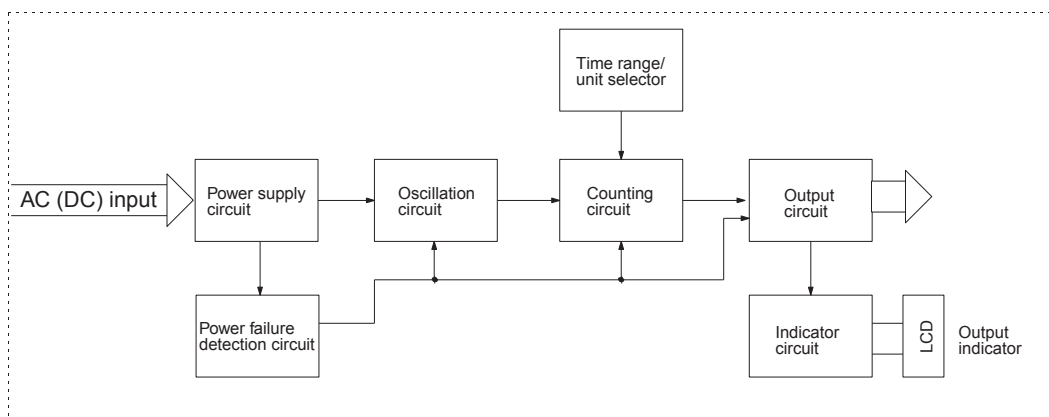 Time range/
unit selector
AC (DC) input
Power supply
circuit
Oscillation
circuit
Counting
circuit
Output
circuit
Power failure
detection circuit
Indicator
circuit
LCD
Output
indicator